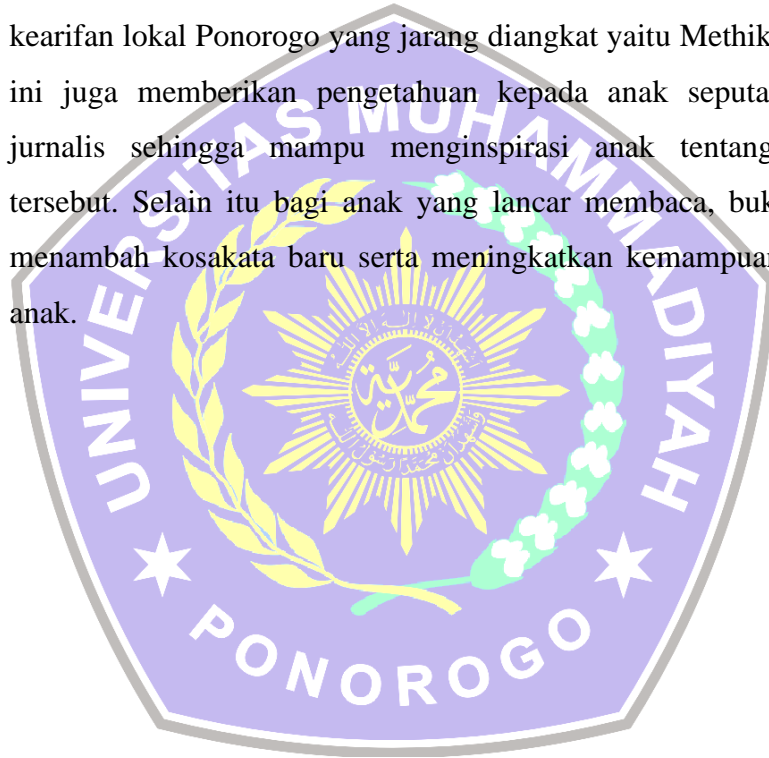 kearifan lokal Ponorogo yang jarang diangkat yaitu Methik
ini juga memberikan pengetahuan kepada anak seputa
jurnalis sehingga mampu menginspirasi anak tentang
tersebut. Selain itu bagi anak yang lancar membaca, buk
menambah kosakata baru serta meningkatkan kemampuan
anak.
UNIVERSITAS MUHAMMADIYAH
محمدية
PONOROGO